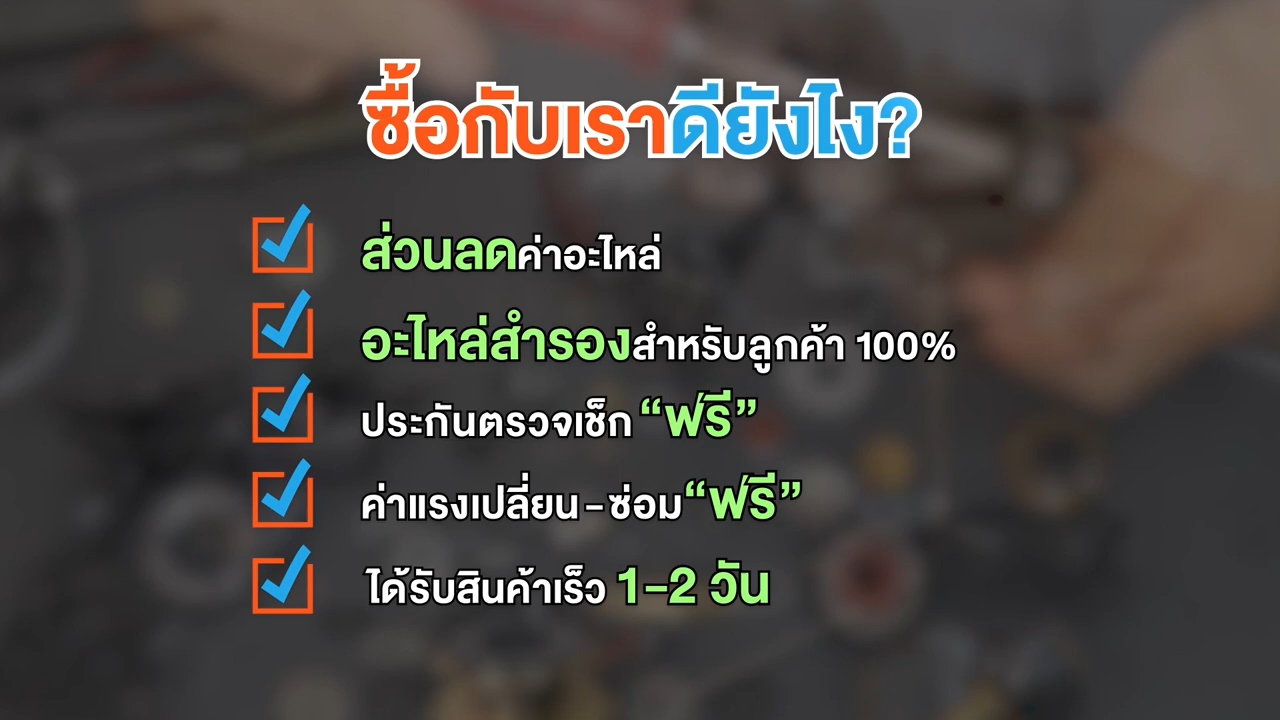 ซื้อกับเราดียังไง?
ส่วนลดค่าอะไหล่
อะไหล่สำรองสำหรับลูกค้า 100%
ประกันตรวจเช็ก “ฟรี”
ค่าแรงเปลี่ยน-ซ่อม“ฟรี”
ได้รับสินค้าเร็ว 1-2 วัน